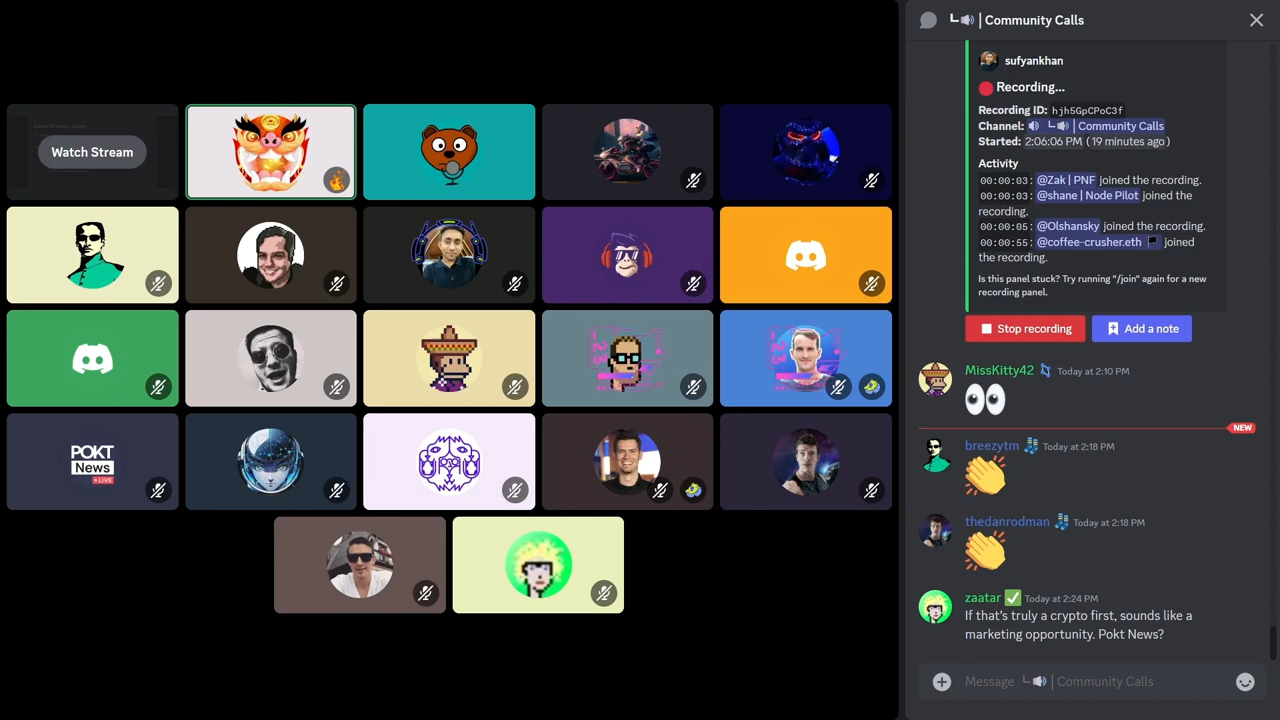 Watch Stream
POKT
News
LIVE
| Community Calls
sufyankhan
Recording...
Recording ID: hjh5GpCPoC3f
Channel: | Community Calls
Started: 2:06:06 PM (19 minutes ago)
Activity
00:00:03: @Zak | PNF joined the recording.
00:00:03: @shane | Node Pilot joined the
recording.
00:00:05: @Olshansky joined the recording.
00:00:55: @coffee-crusher.eth joined
the recording.
Is this panel stuck? Try running "/join" again for a new
recording panel.
Stop recording
Add a note
MissKitty42 Today at 2:10 PM
NEW
breezytm Today at 2:18 PM
thedanrodman Today at 2:18 PM
zaatar Today at 2:24 PM
If that's truly a crypto first, sounds like a
marketing opportunity. Pokt News?
Message | Community Calls